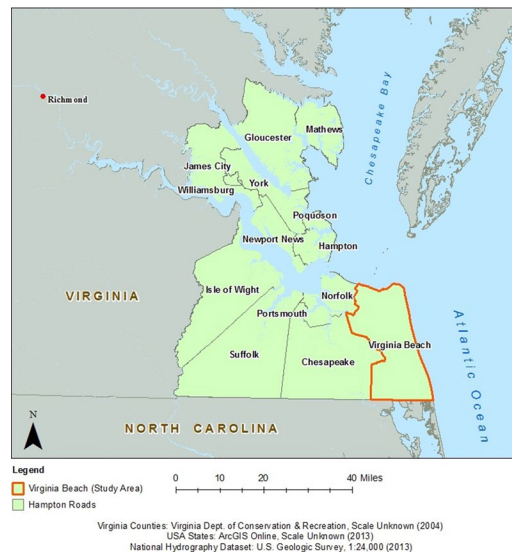 Richmond
Gloucester
Mathews
Chesapeake Bay
James City
York
Williamsburg
Poquoson
Newport News
Hampton
Isle of Wight
Norfolk
VIRGINIA
Portsmouth
Virginia Beach
Suffolk
Chesapeake
Atlantic Ocean
N
NORTH CAROLINA
Legend
Virginia Beach (Study Area)
Hampton Roads
0 10 20 40 Miles
Virginia Counties: Virginia Dept. of Conservation & Recreation, Scale Unknown (2004)
USA States: ArcGIS Online, Scale Unknown (2013)
National Hydrography Dataset: U.S. Geologic Survey, 1:24,000 (2013)